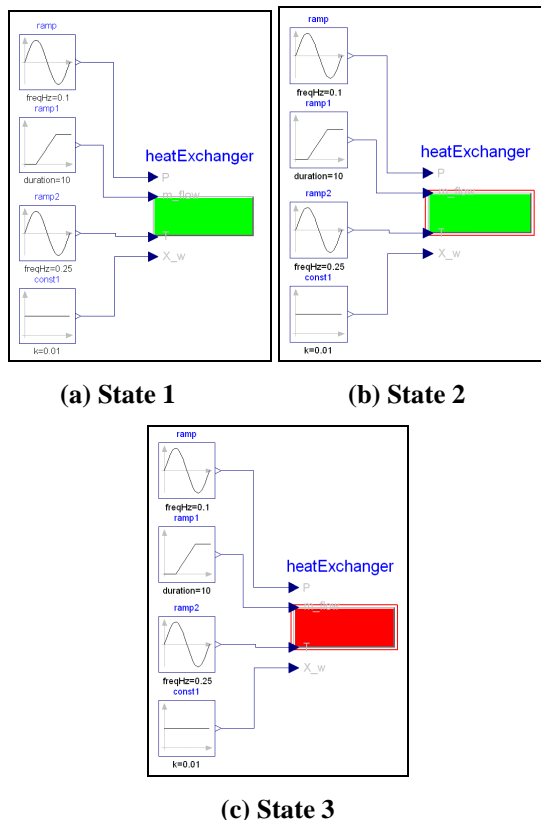 ramp
freqHz=0.1
ramp1
duration=10
ramp2
freqHz=0.25
const1
k=0.01
heatExchanger
P
m_flow
T
X_w
(a) State 1
ramp
freqHz=0.1
ramp1
duration=10
ramp2
freqHz=0.25
const1
k=0.01
heatExchanger
P
m_flow
T
X_w
(b) State 2
ramp
freqHz=0.1
ramp1
duration=10
ramp2
freqHz=0.25
const1
k=0.01
heatExchanger
P
m_flow
T
X_w
(c) State 3